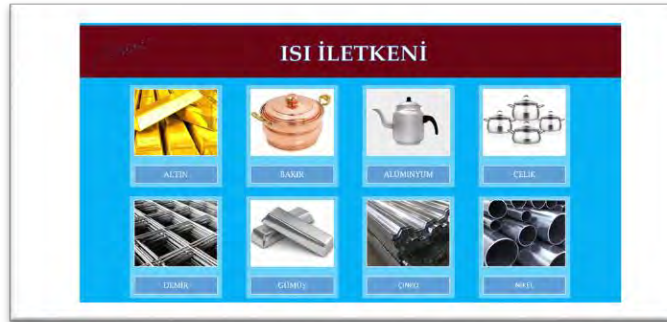 ISI İLETKENİ
ALTIN
BAKIR
ALÜMİNYUM
ÇELİK
DEMİR
GÜMÜŞ
ÇİNKO
NİKEL